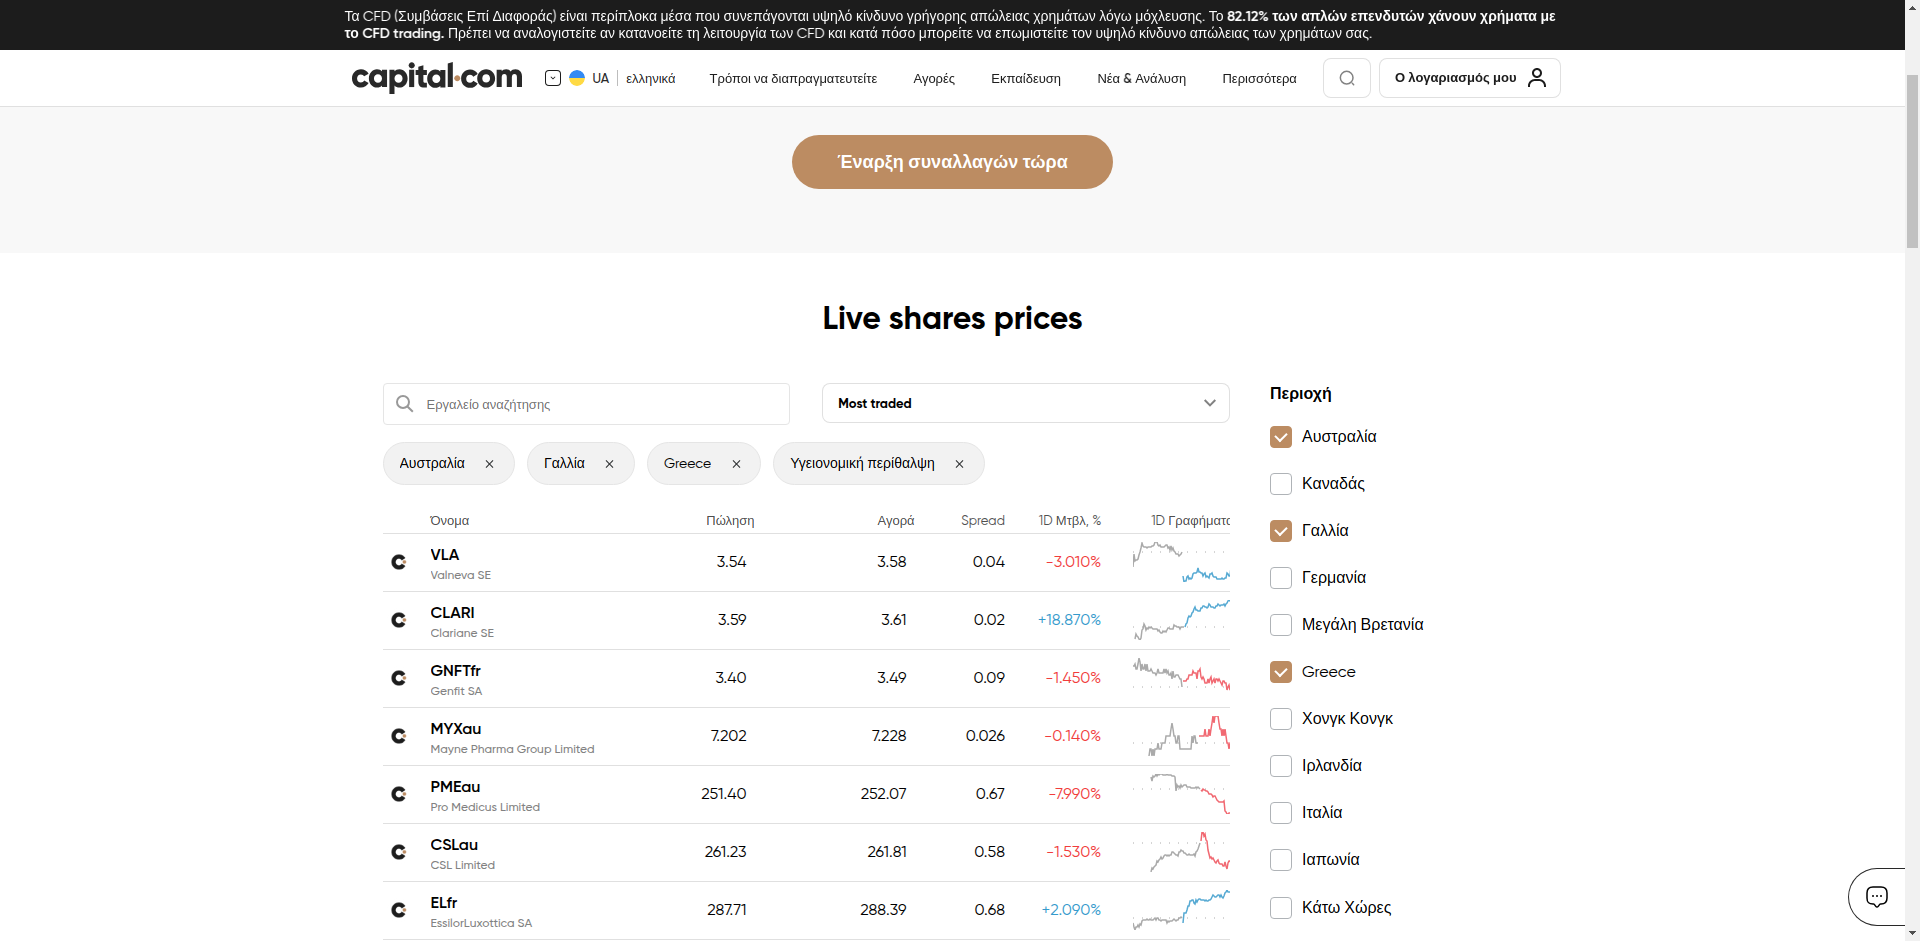 Τα CFD (Συμβάσεις Επί Διαφοράς) είναι περίπλοκα μέσα που συνεπάγονται υψηλό κίνδυνο γρήγορης απώλειας χρημάτων λόγω μόχλευσης. Το 82.12% των απλών επενδυτών χάνουν χρήματα με
το CFD trading. Πρέπει να αναλογιστείτε αν κατανοείτε τη λειτουργία των CFD και κατά πόσο μπορείτε να επωμιστείτε τον υψηλό κίνδυνο απώλειας των χρημάτων σας.
capital.com UA ελληνικά Τρόποι να διαπραγματευτείτε Αγορές Εκπαίδευση Νέα & Ανάλυση Περισσότερα Ο λογαριασμός μου
Έναρξη συναλλαγών τώρα
Live shares prices
Εργαλείο αναζήτησης Most traded
Αυστραλία Γαλλία Greece Υγειονομική περίθαλψη
Όνομα Πώληση Αγορά Spread 1D Μτβλ, % 1D Γραφήματα
VLA 3.54 3.58 0.04 -3.010%
Valneva SE
CLARI 3.59 3.61 0.02 +18.870%
Clariane SE
GNFTfr 3.40 3.49 0.09 -1.450%
Genfit SA
MYXau 7.202 7.228 0.026 -0.140%
Mayne Pharma Group Limited
PMEau 251.40 252.07 0.67 -7.990%
Pro Medicus Limited
CSLau 261.23 261.81 0.58 -1.530%
CSL Limited
ELfr 287.71 288.39 0.68 +2.090%
EssilorLuxottica SA
Περιοχή
Αυστραλία
Καναδάς
Γαλλία
Γερμανία
Μεγάλη Βρετανία
Greece
Χονγκ Κονγκ
Ιρλανδία
Ιταλία
Ιαπωνία
Κάτω Χώρες